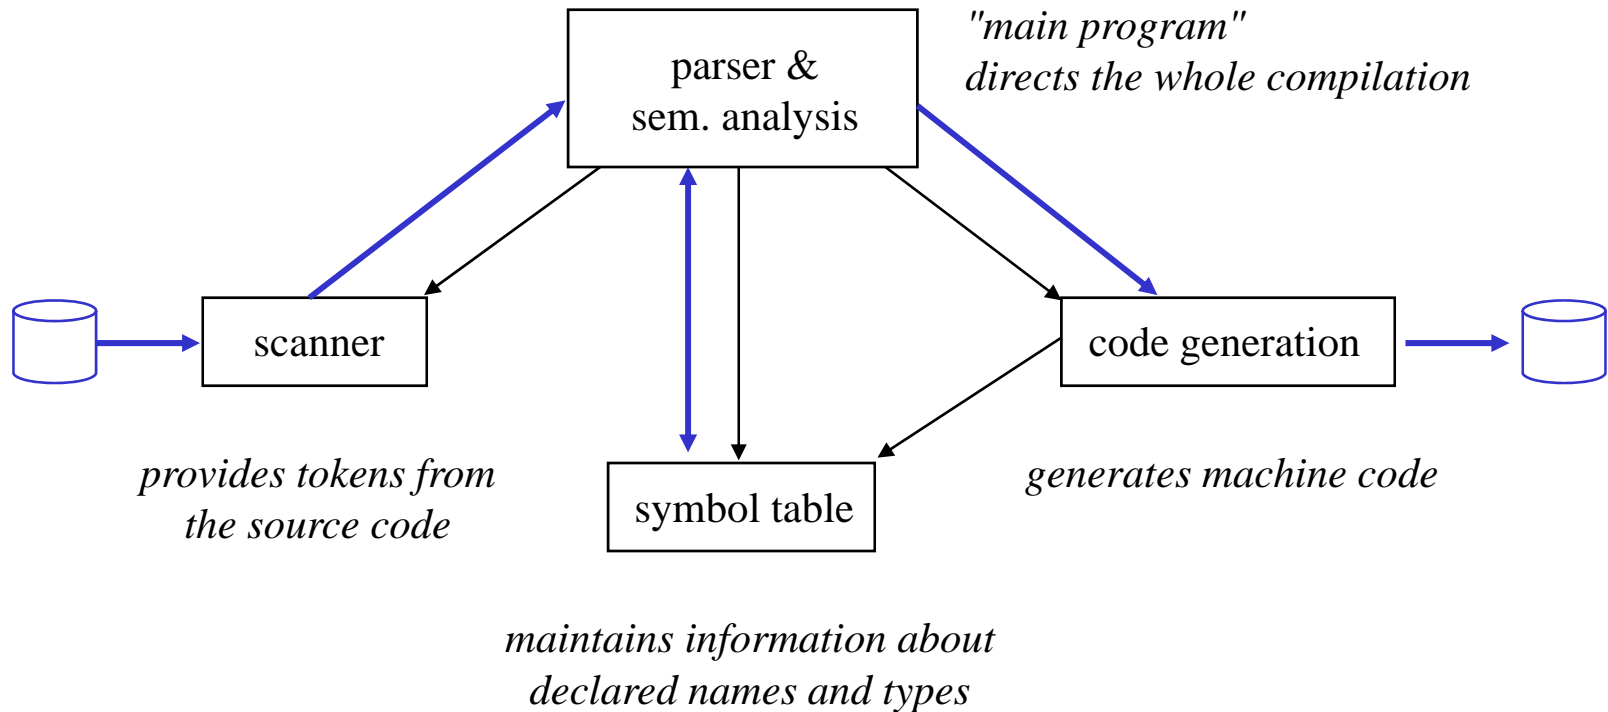 "main program"
directs the whole compilation
parser &
sem. analysis
scanner
code generation
provides tokens from
the source code
symbol table
generates machine code
maintains information about
declared names and types